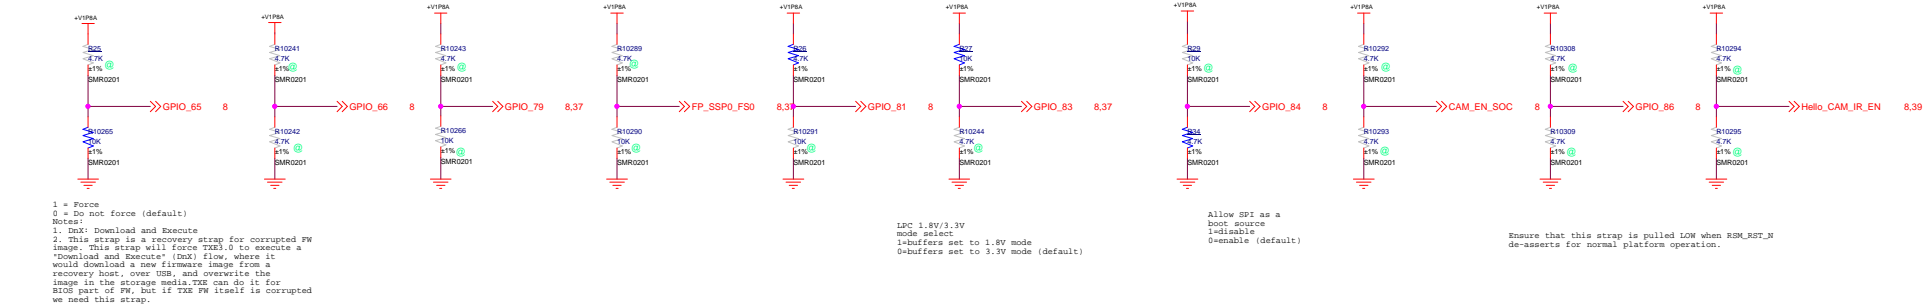 +V1P8A
R25
4.7K
±1% @
SMR0201
GPIO_65 8
R10265
10K
±1%
SMR0201
+V1P8A
R10241
4.7K
±1% @
SMR0201
GPIO_66 8
R10242
4.7K
±1% @
SMR0201
+V1P8A
R10243
4.7K
±1% @
SMR0201
GPIO_79 8,37
R10266
10K
±1% @
SMR0201
+V1P8A
R10289
4.7K
±1% @
SMR0201
FP_SSP0_FS0 8,37
R10290
10K
±1% @
SMR0201
+V1P8A
R26
4.7K
±1%
SMR0201
GPIO_81 8
R10291
10K
±1% @
SMR0201
+V1P8A
R27
10K
±1%
SMR0201
GPIO_83 8,37
R10244
4.7K
±1% @
SMR0201
+V1P8A
R29
10K
±1% @
SMR0201
GPIO_84 8
R34
4.7K
±1%
SMR0201
+V1P8A
R10292
4.7K
±1% @
SMR0201
CAM_EN_SOC 8
R10293
4.7K
±1% @
SMR0201
+V1P8A
R10308
4.7K
±1% @
SMR0201
GPIO_86 8
R10309
4.7K
±1% @
SMR0201
+V1P8A
R10294
4.7K
±1% @
SMR0201
Hello_CAM_IR_EN 8,39
R10295
4.7K
±1% @
SMR0201
1 = Force
0 = Do not force (default)
Notes:
1. DnX: Download and Execute
2. This strap is a recovery strap for corrupted FW
image. This strap will force TXE3.0 to execute a
"Download and Execute" (DnX) flow, where it
would download a new firmware image from a
recovery host, over USB, and overwrite the
image in the storage media.TXE can do it for
BIOS part of FW, but if TXE FW itself is corrupted
we need this strap.
LPC 1.8V/3.3V
mode select
1=buffers set to 1.8V mode
0=buffers set to 3.3V mode (default)
Allow SPI as a
boot source
1=disable
0=enable (default)
Ensure that this strap is pulled LOW when RSM_RST_N
de-asserts for normal platform operation.